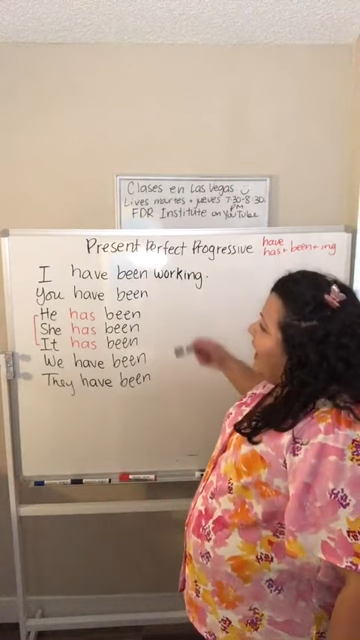 Clases en Las Vegas
Lives martes + jueves 7:30-8:30
PM
FDR Institute on YouTube
Present Perfect Progressive
have
has + been + ing
I have been working.
You have been
He has been
She has been
It has been
We have been
They have been